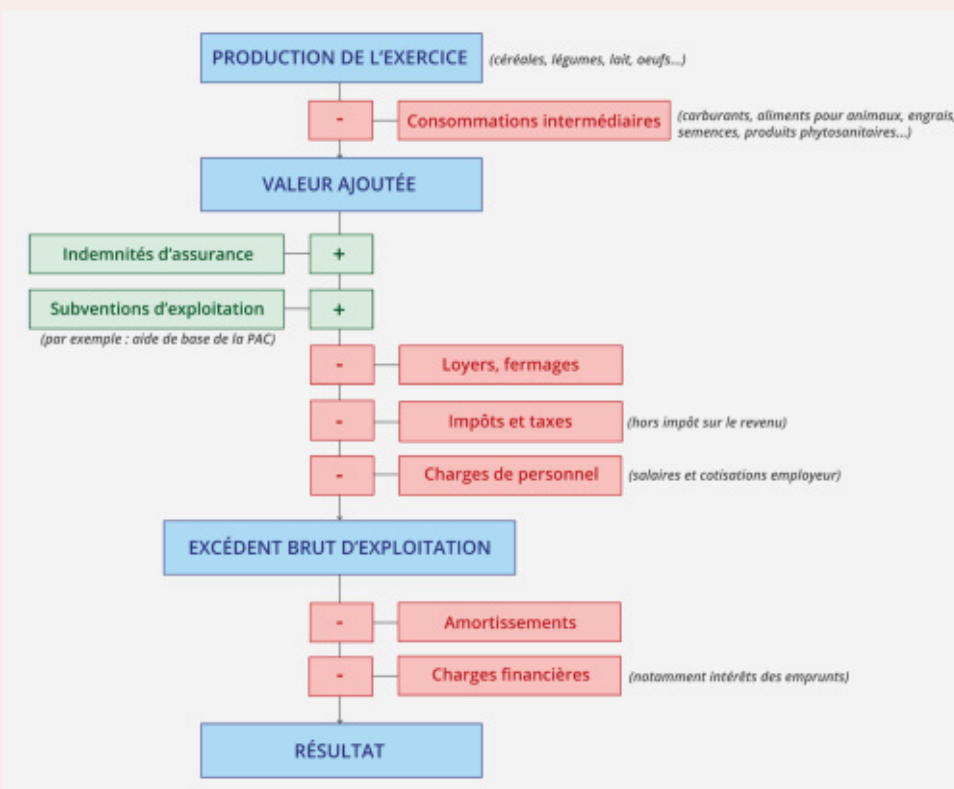 PRODUCTION DE L'EXERCICE (céréales, légumes, lait, oeufs...)
- Consommations intermédiaires (carburants, aliments pour animaux, engrais,
semences, produits phytosanitaires...)
VALEUR AJOUTÉE
Indemnités d'assurance +
Subventions d'exploitation +
(par exemple : aide de base de la PAC)
- Loyers, fermages
- Impôts et taxes (hors impôt sur le revenu)
- Charges de personnel (salaires et cotisations employeur)
EXCÉDENT BRUT D'EXPLOITATION
- Amortissements
- Charges financières (notamment intérêts des emprunts)
RÉSULTAT